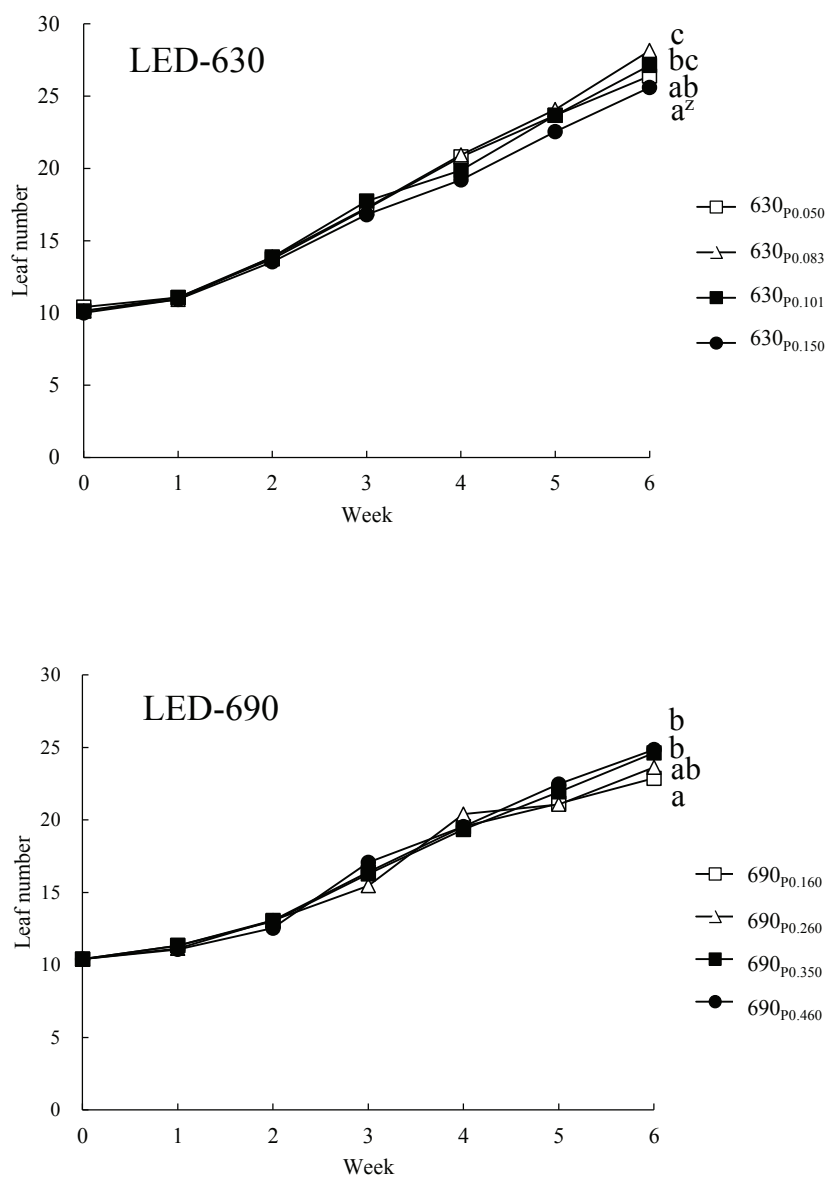 LED-630
Leaf number
30
25
20
15
10
5
0
0 1 2 3 4 5 6
Week
c
bc
ab
aᶻ
630P0.050
630P0.083
630P0.101
630P0.150
LED-690
Leaf number
30
25
20
15
10
5
0
0 1 2 3 4 5 6
Week
b
b
ab
a
690P0.160
690P0.260
690P0.350
690P0.460